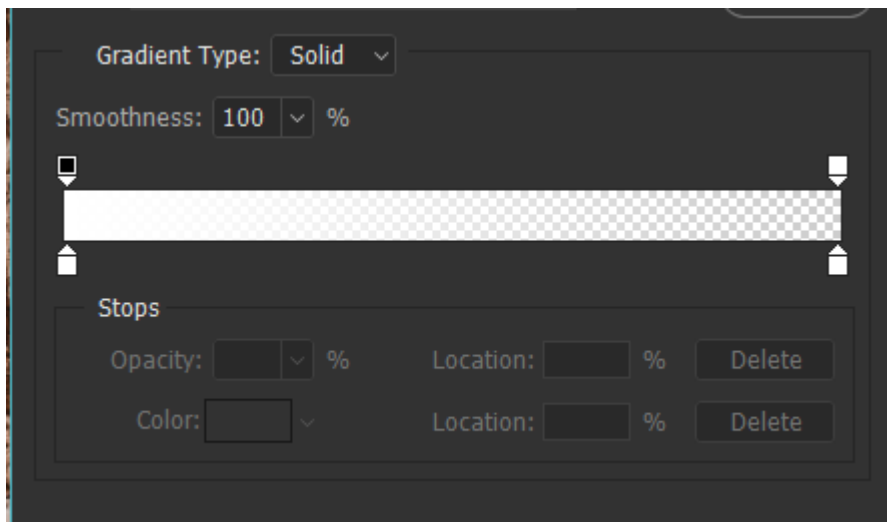 Gradient Type: Solid
Smoothness: 100 %
Stops
Opacity: % Location: % Delete
Color: Location: % Delete